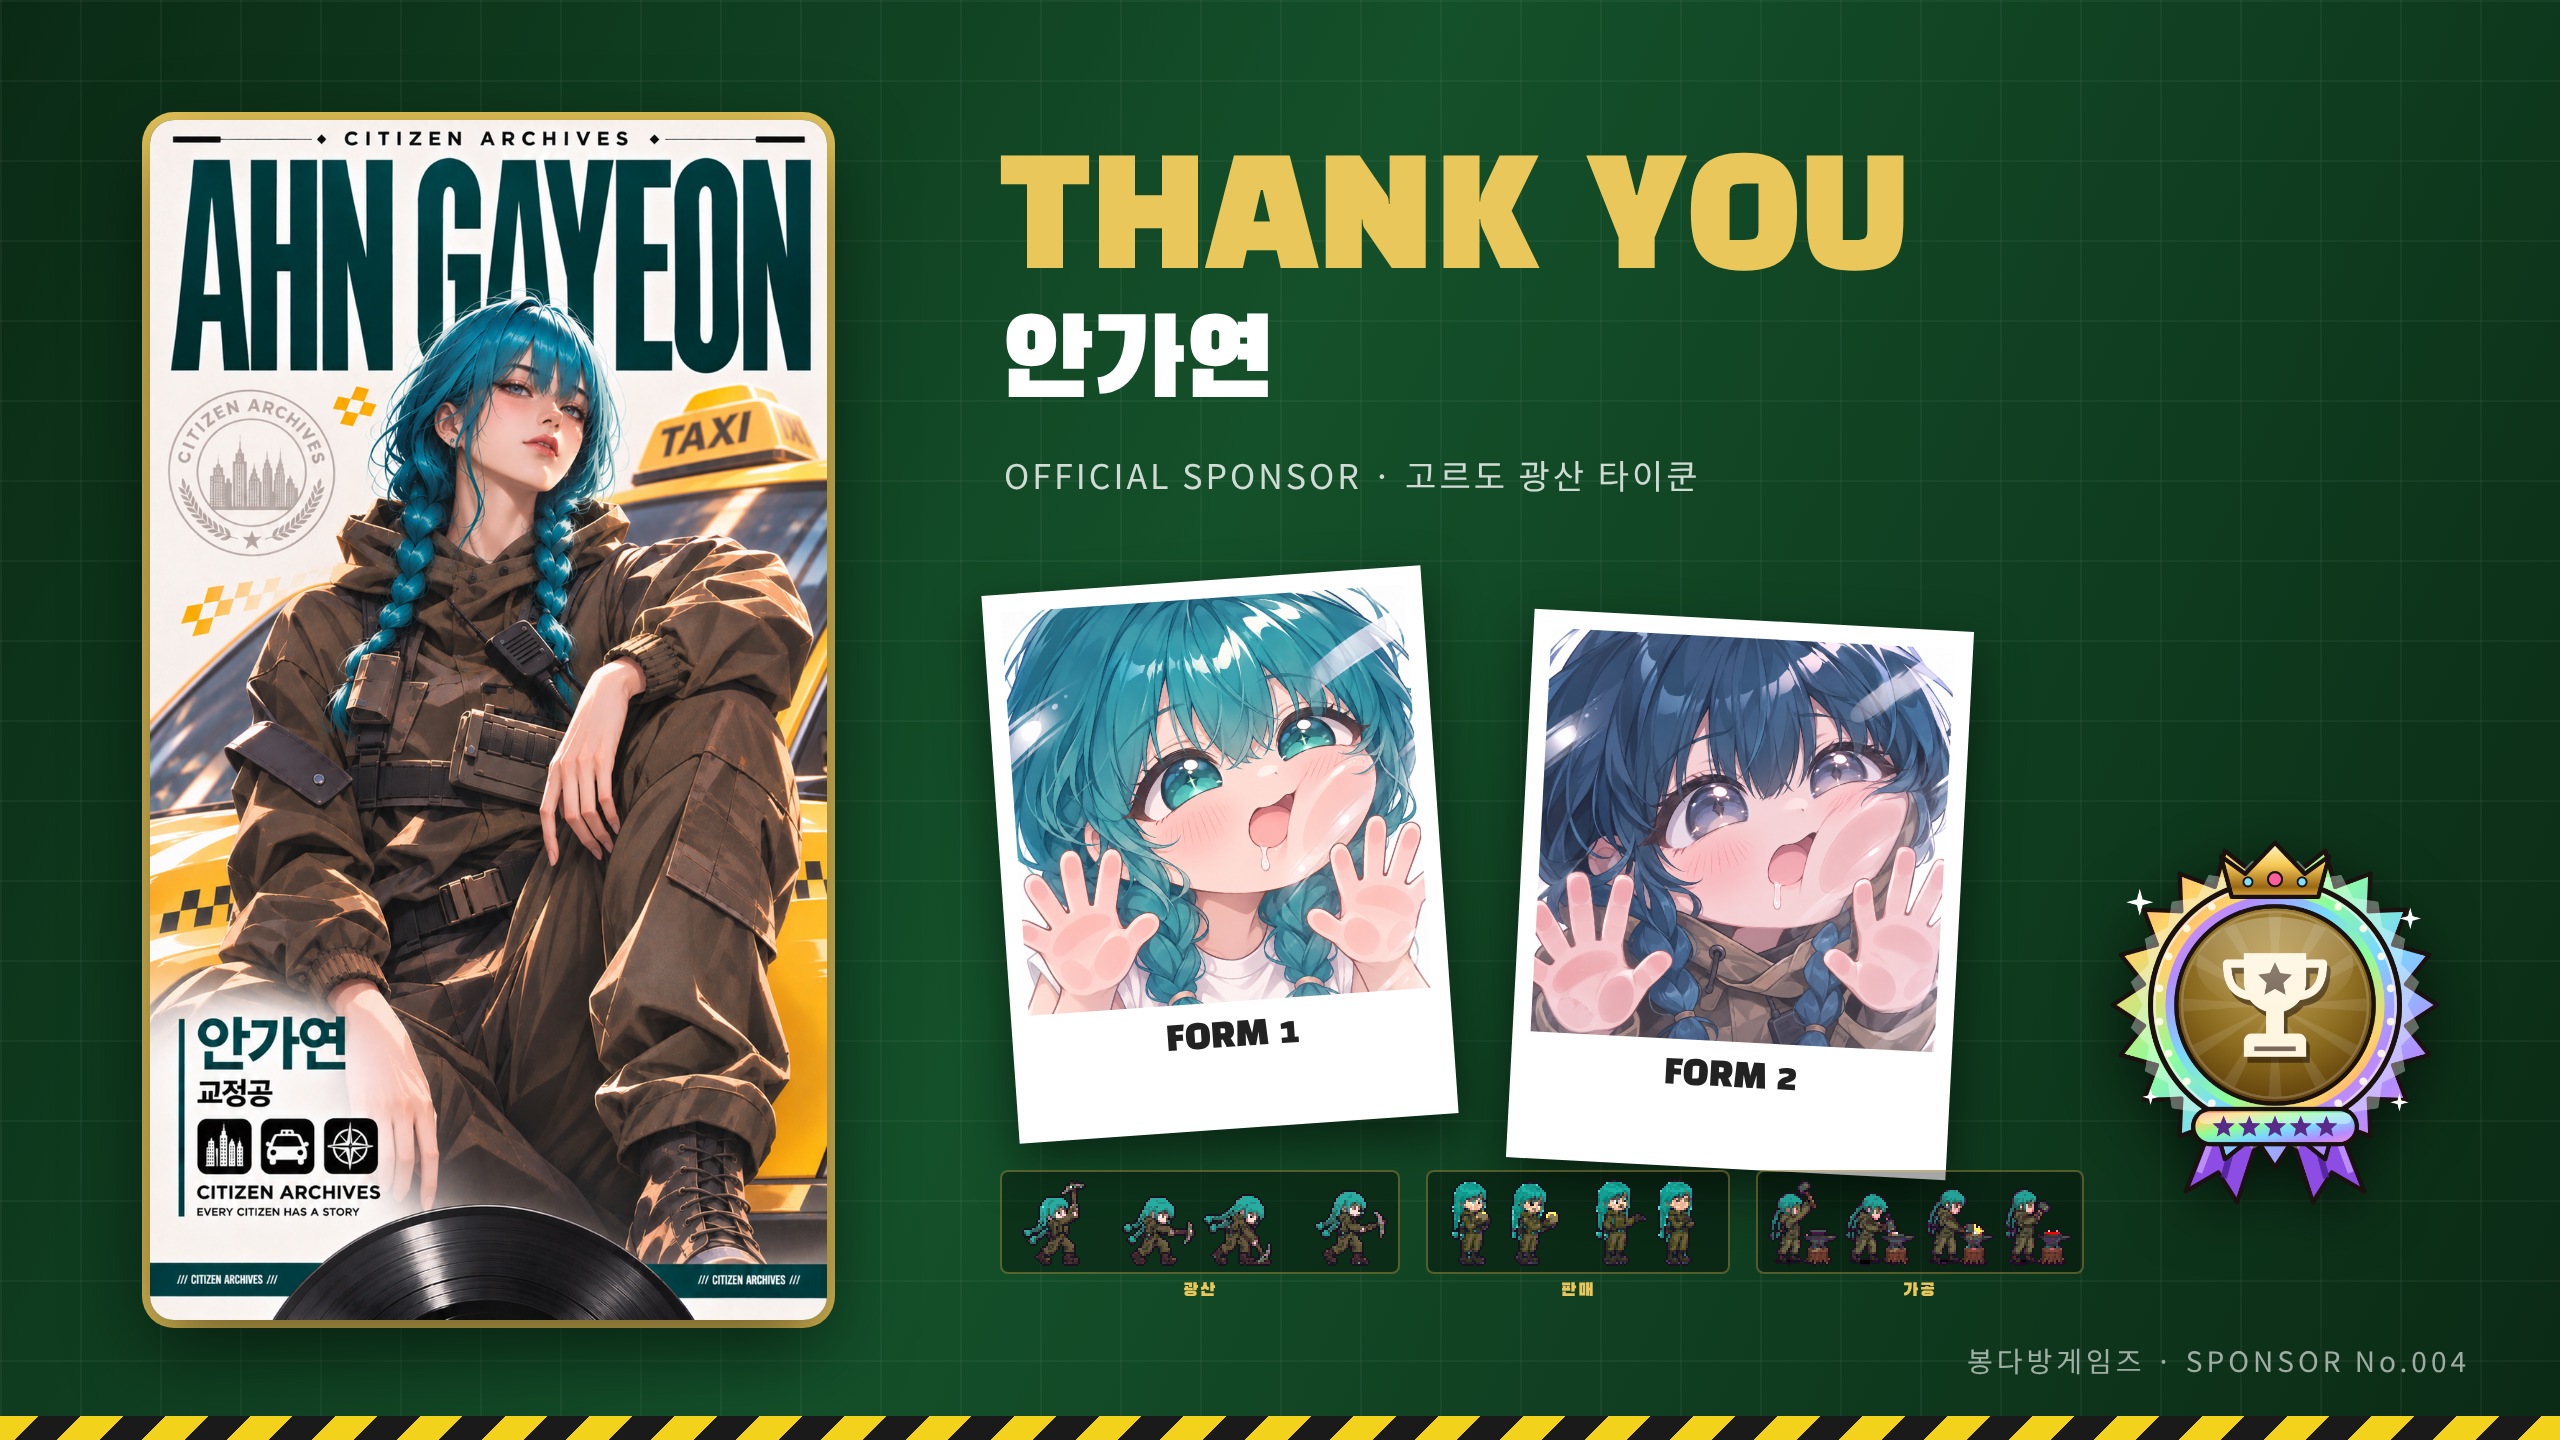 CITIZEN ARCHIVES
AHN GAYEON
CITIZEN ARCHIVES
TAXI
TAXI
안가연
교정공
CITIZEN ARCHIVES
EVERY CITIZEN HAS A STORY
/// CITIZEN ARCHIVES ///
/// CITIZEN ARCHIVES ///
THANK YOU
안가연
OFFICIAL SPONSOR · 고르도 광산 타이쿤
FORM 1
FORM 2
광산
판매
가공
봉다방게임즈 · SPONSOR No.004